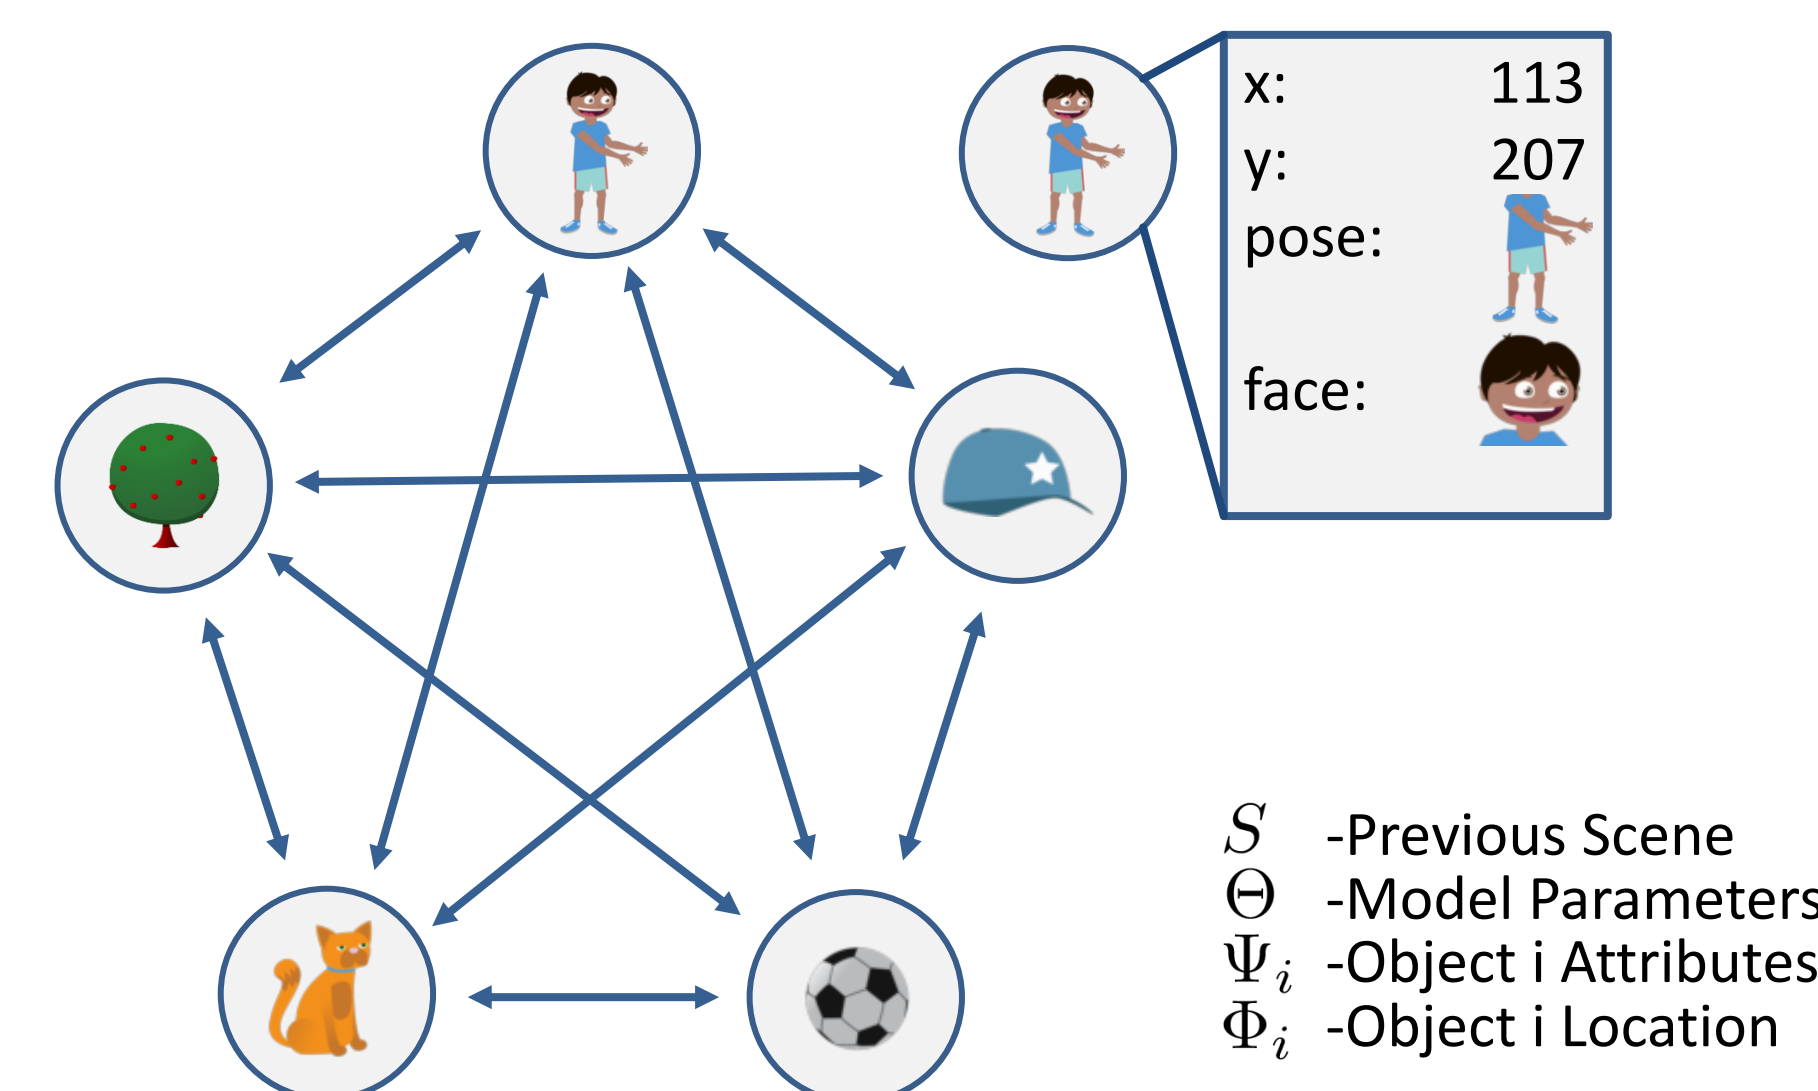 x: 113
y: 207
pose:
face:
S -Previous Scene
Θ -Model Parameters
Ψi -Object i Attributes
Φi -Object i Location